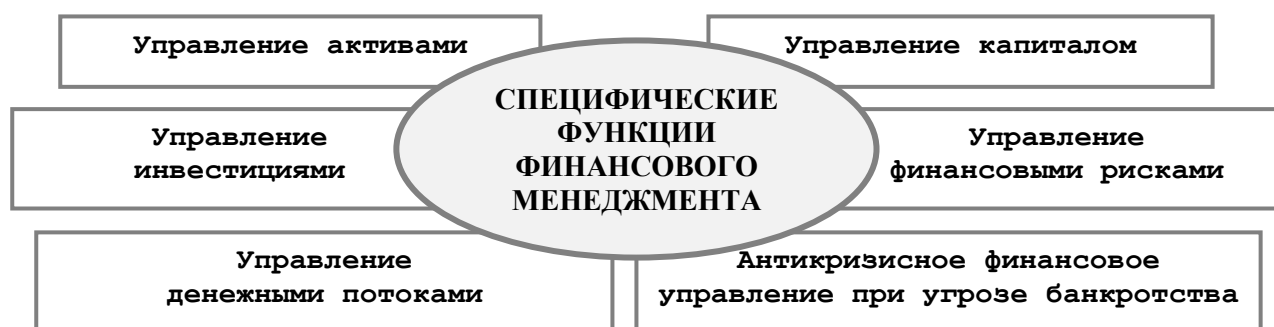 Управление активами
Управление капиталом
СПЕЦИФИЧЕСКИЕ
ФУНКЦИИ
ФИНАНСОВОГО
МЕНЕДЖМЕНТА
Управление
инвестициями
Управление
финансовыми рисками
Управление
денежными потоками
Антикризисное финансовое
управление при угрозе банкротства